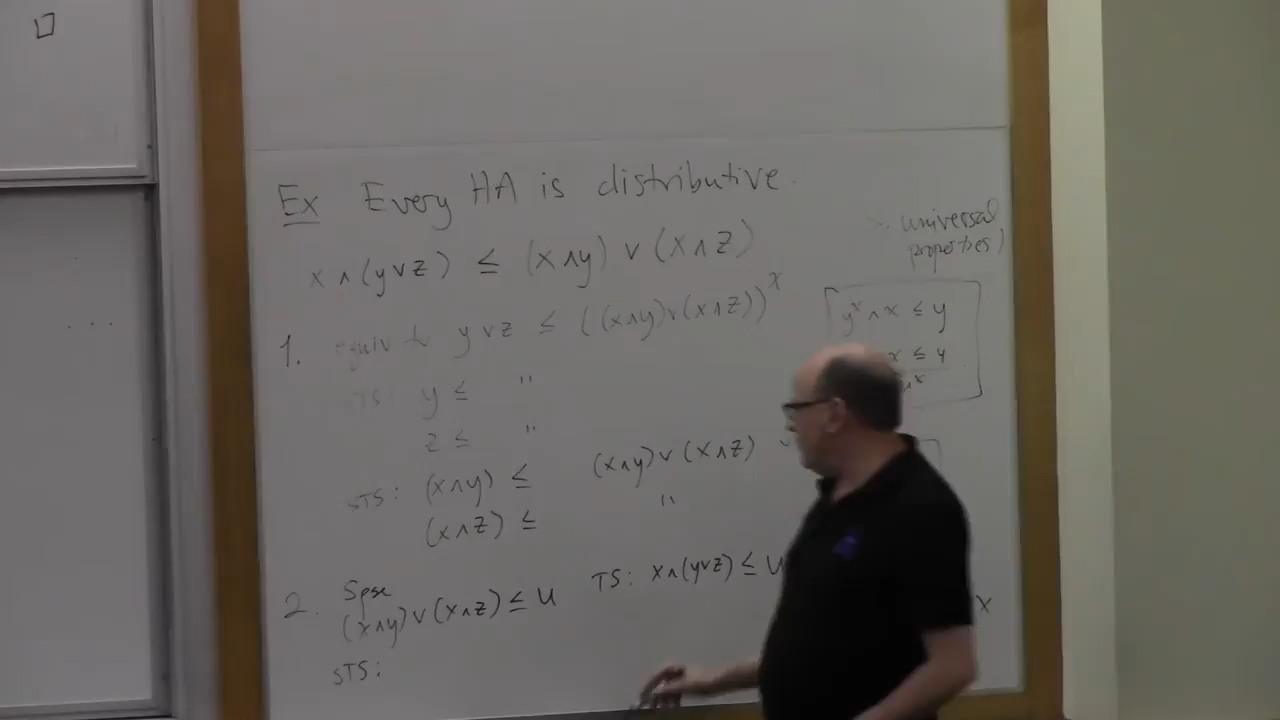 Ex Every HA is distributive.
x ∧ (y ∨ z) ≤ (x ∧ y) ∨ (x ∧ z)
1. equiv to y ∨ z ≤ ((x ∧ y) ∨ (x ∧ z))^x
TS: y ≤ "
z ≤ "
STS: (x ∧ y) ≤ (x ∧ y) ∨ (x ∧ z)
(x ∧ z) ≤ "
2. Spse
(x ∧ y) ∨ (x ∧ z) ≤ u TS: x ∧ (y ∨ z) ≤ u
STS:
universal
properties)
y^x ∧ x ≤ y
x ≤ y
x